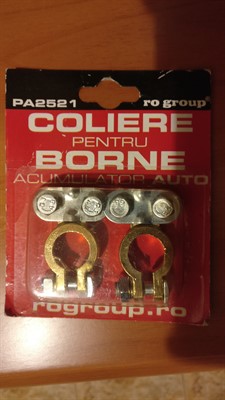 PA2521 ro group®
COLIERE
PENTRU
BORNE
ACUMULATOR AUTO
rogroup.ro